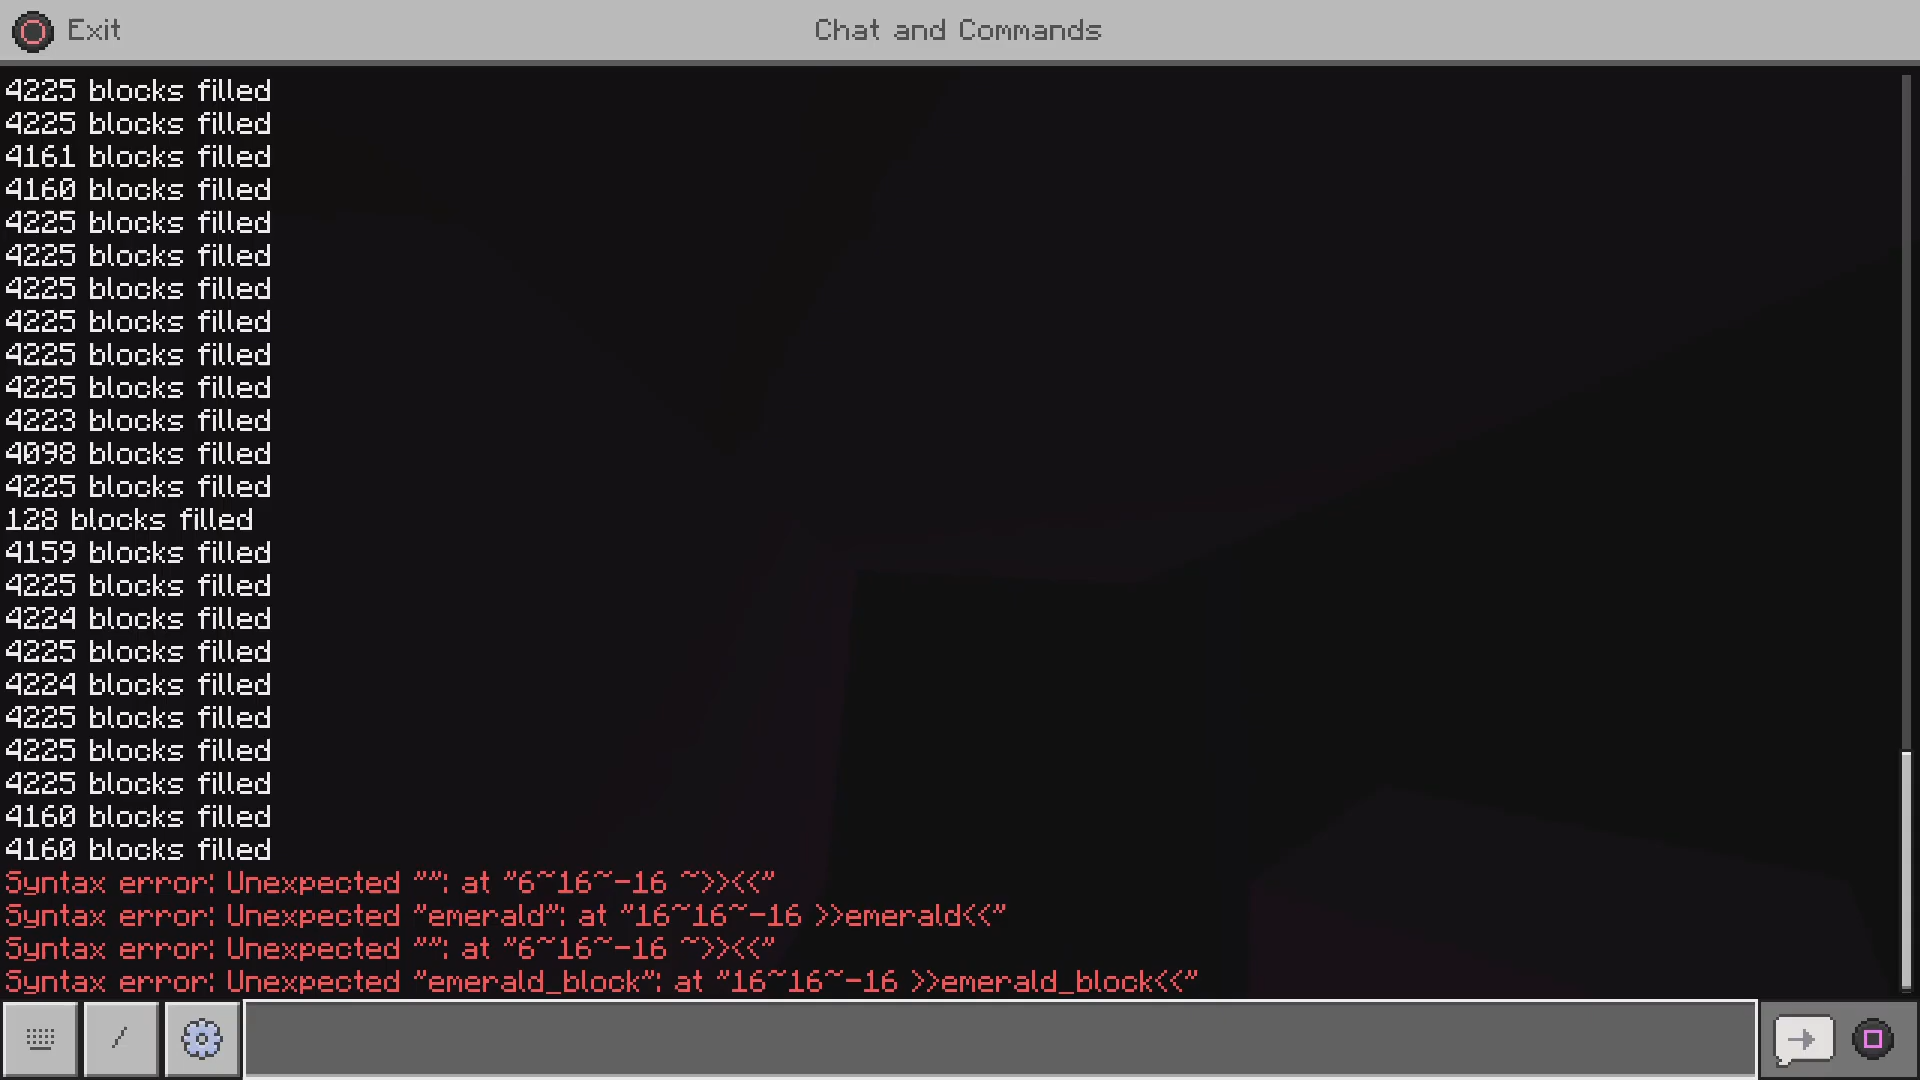 Exit
Chat and Commands
4225 blocks filled
4225 blocks filled
4161 blocks filled
4160 blocks filled
4225 blocks filled
4225 blocks filled
4225 blocks filled
4225 blocks filled
4225 blocks filled
4225 blocks filled
4223 blocks filled
4098 blocks filled
4225 blocks filled
128 blocks filled
4159 blocks filled
4225 blocks filled
4224 blocks filled
4225 blocks filled
4224 blocks filled
4225 blocks filled
4225 blocks filled
4225 blocks filled
4160 blocks filled
4160 blocks filled
Syntax error: Unexpected "": at "6~16~-16 ~>><<"
Syntax error: Unexpected "emerald": at "16~16~-16 >>emerald<<"
Syntax error: Unexpected "": at "6~16~-16 ~>><<"
Syntax error: Unexpected "emerald_block": at "16~16~-16 >>emerald_block<<"
/